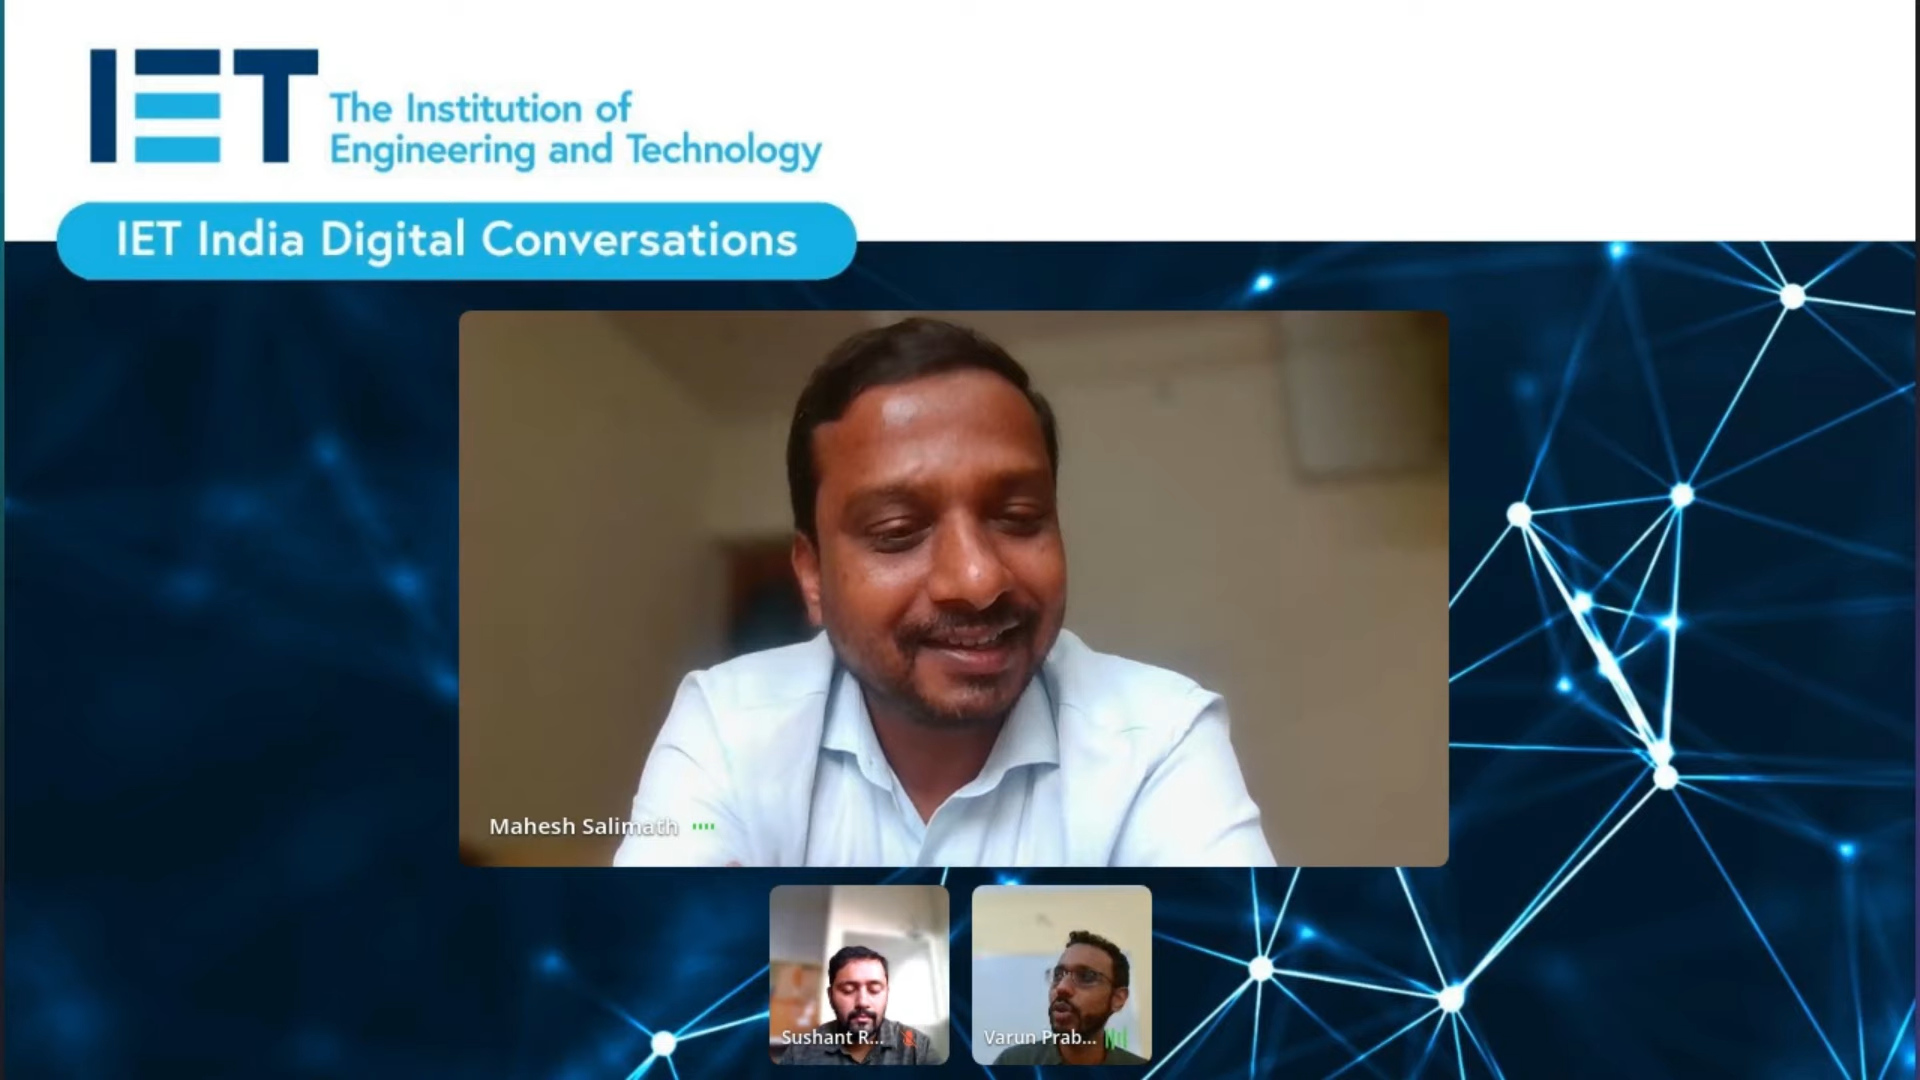 IET
The Institution of
Engineering and Technology
IET India Digital Conversations
Mahesh Salimath
Sushant R...
Varun Prab...